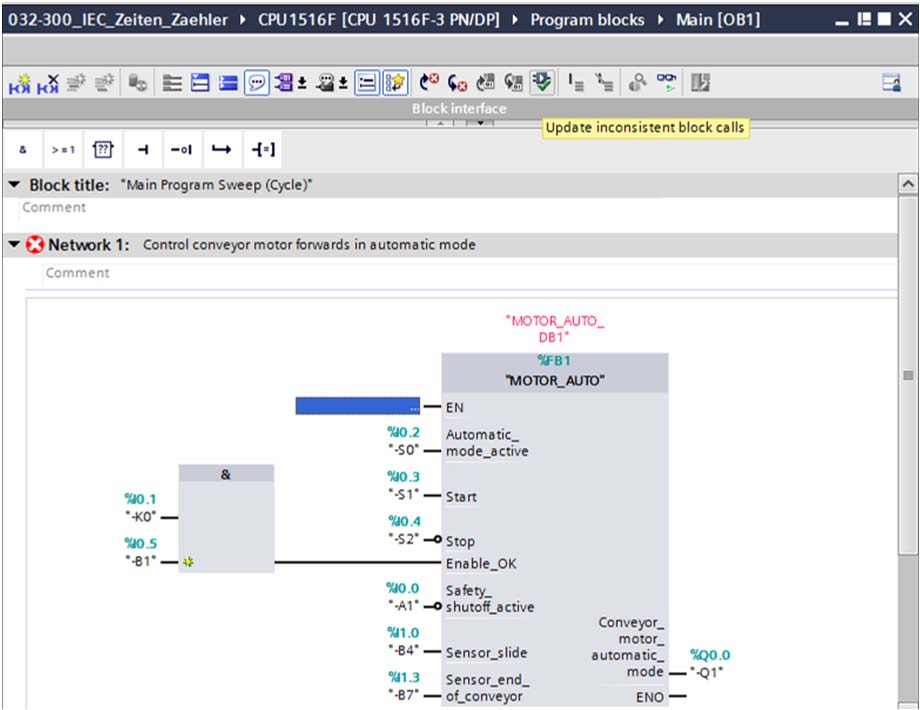 032-300_IEC_Zeiten_Zaehler ▸ CPU1516F [CPU 1516F-3 PN/DP] ▸ Program blocks ▸ Main [OB1]
Block interface
Update inconsistent block calls
& >=1 ??
Block title: "Main Program Sweep (Cycle)"
Comment
Network 1: Control conveyor motor forwards in automatic mode
Comment
"MOTOR_AUTO_
DB1"
%FB1
"MOTOR_AUTO"
... EN
%I0.2
"-S0"
Automatic_
mode_active
%I0.3
"-S1" Start
%I0.4
"-S2" Stop
&
%I0.1
"-K0"
%I0.5
"-B1"
Enable_OK
%I0.0
"-A1"
Safety_
shutoff_active
%I1.0
"-B4" Sensor_slide
%I1.3
"-B7"
Sensor_end_
of_conveyor
Conveyor_
motor_
automatic_
mode
%Q0.0
"-Q1"
ENO